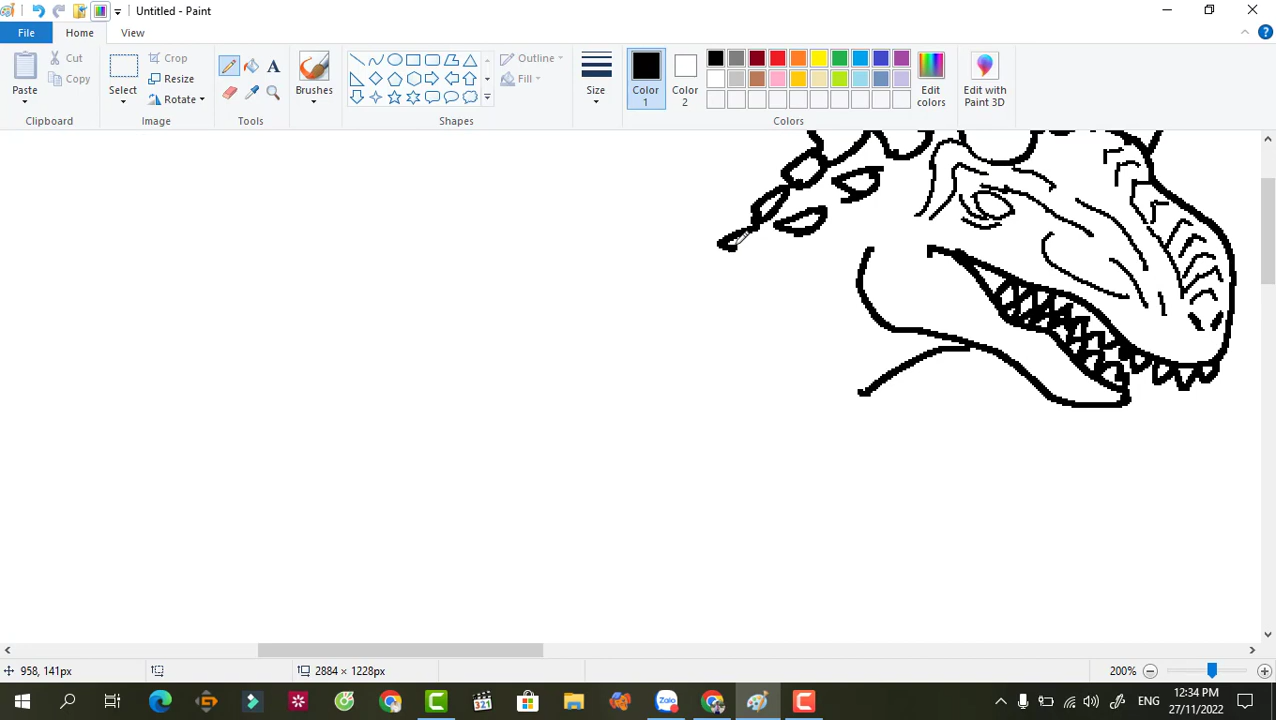 Untitled - Paint
File Home View
Paste
Cut
Copy
Clipboard
Select
Crop
Resize
Rotate
Image
Tools
Brushes
Shapes
Outline
Fill
Size
Color 1
Color 2
Colors
Edit colors
Edit with Paint 3D
958, 141px
2884 × 1228px
200%
321
Zalo
ENG
12:34 PM
27/11/2022